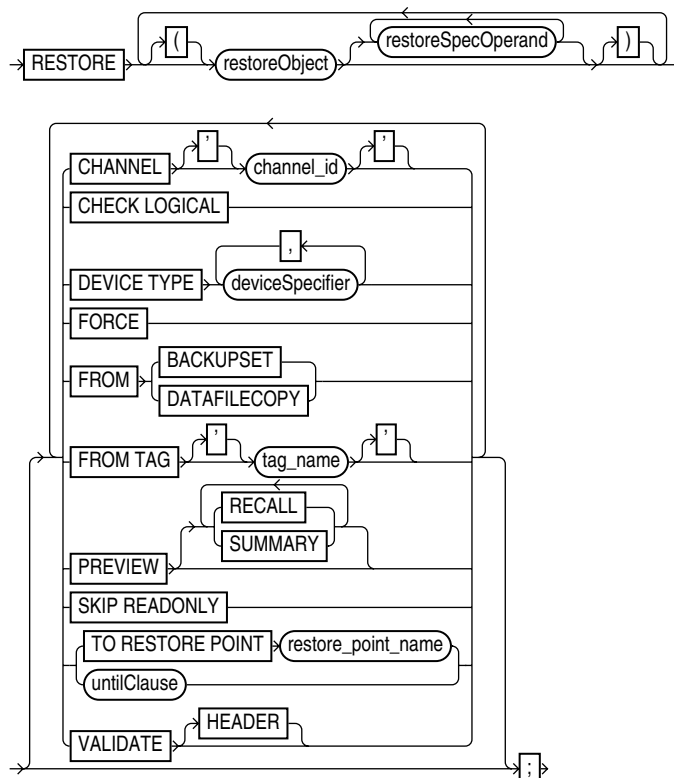 RESTORE ( restoreObject restoreSpecOperand )
CHANNEL ' channel_id '
CHECK LOGICAL
,
DEVICE TYPE deviceSpecifier
FORCE
BACKUPSET
FROM
DATAFILECOPY
FROM TAG ' tag_name '
RECALL
SUMMARY
PREVIEW
SKIP READONLY
TO RESTORE POINT restore_point_name
untilClause
HEADER
VALIDATE
;